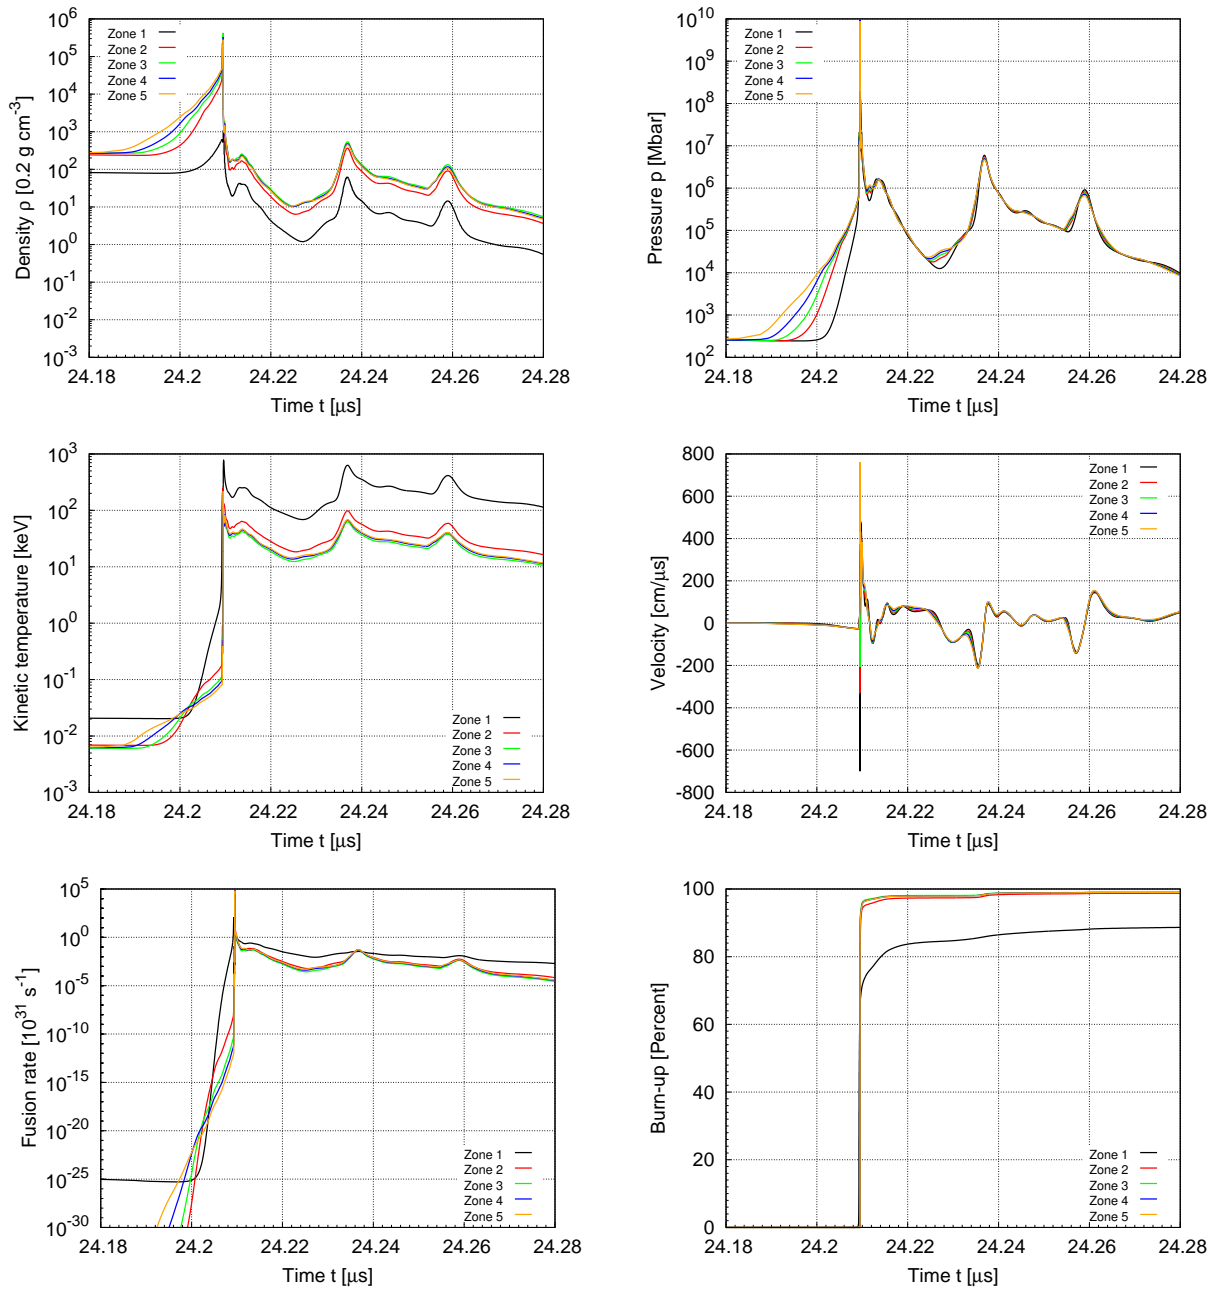 Density ρ [0.2 g cm-3]
10^6
10^5
10^4
10^3
10^2
10^1
10^0
10^-1
10^-2
10^-3
Zone 1
Zone 2
Zone 3
Zone 4
Zone 5
24.18 24.2 24.22 24.24 24.26 24.28
Time t [μs]
Pressure p [Mbar]
10^10
10^9
10^8
10^7
10^6
10^5
10^4
10^3
10^2
Zone 1
Zone 2
Zone 3
Zone 4
Zone 5
24.18 24.2 24.22 24.24 24.26 24.28
Time t [μs]
Kinetic temperature [keV]
10^3
10^2
10^1
10^0
10^-1
10^-2
10^-3
Zone 1
Zone 2
Zone 3
Zone 4
Zone 5
24.18 24.2 24.22 24.24 24.26 24.28
Time t [μs]
Velocity [cm/μs]
800
600
400
200
0
-200
-400
-600
-800
Zone 1
Zone 2
Zone 3
Zone 4
Zone 5
24.18 24.2 24.22 24.24 24.26 24.28
Time t [μs]
Fusion rate [10^31 s^-1]
10^5
10^0
10^-5
10^-10
10^-15
10^-20
10^-25
10^-30
Zone 1
Zone 2
Zone 3
Zone 4
Zone 5
24.18 24.2 24.22 24.24 24.26 24.28
Time t [μs]
Burn-up [Percent]
100
80
60
40
20
0
Zone 1
Zone 2
Zone 3
Zone 4
Zone 5
24.18 24.2 24.22 24.24 24.26 24.28
Time t [μs]